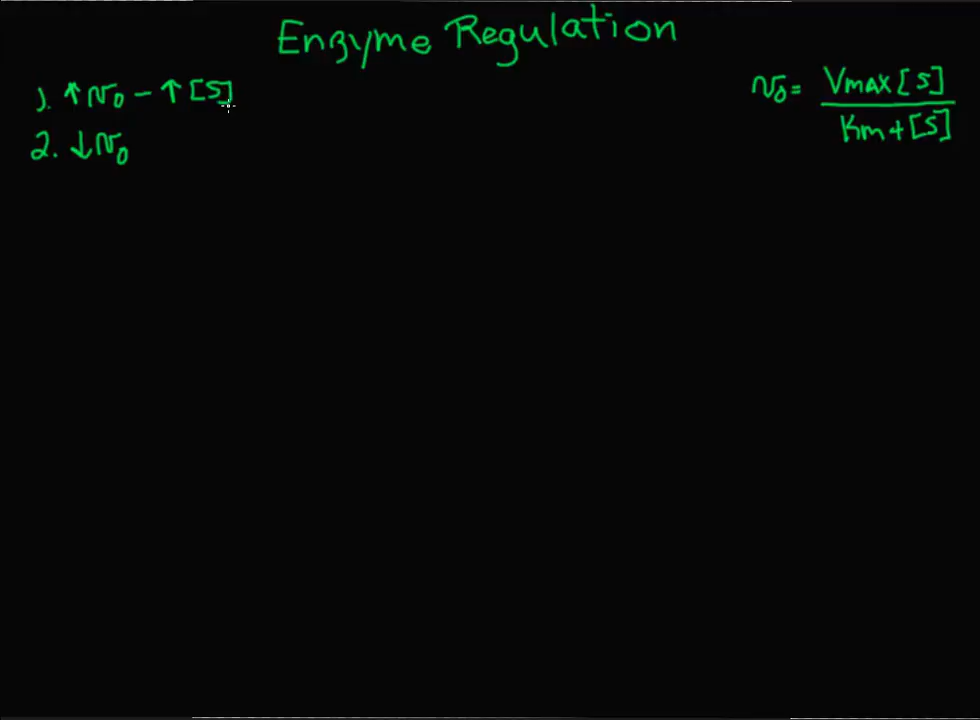 Enzyme Regulation
1. ↑ v₀ – ↑ [S]
2. ↓ v₀
v₀ = Vmax [S] / Km + [S]